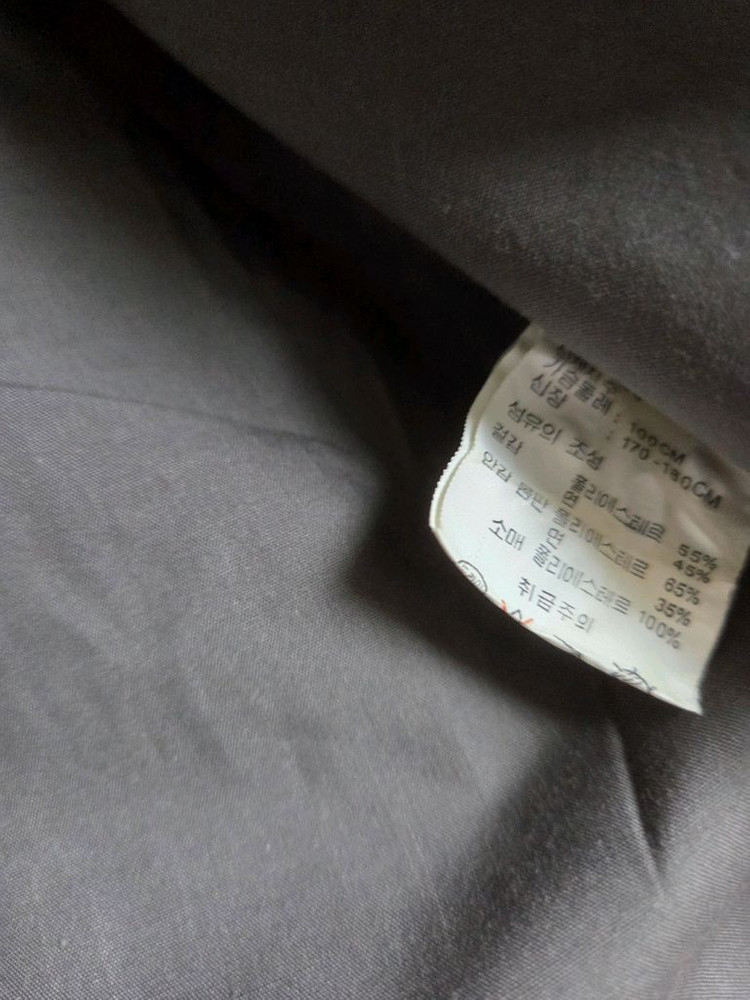 가슴둘레 : 100CM
신장 : 170-180CM
섬유의 조성
겉감 폴리에스테르 55%
면 45%
안감 몸판 폴리에스테르 65%
면 35%
소매 폴리에스테르 100%
취급주의